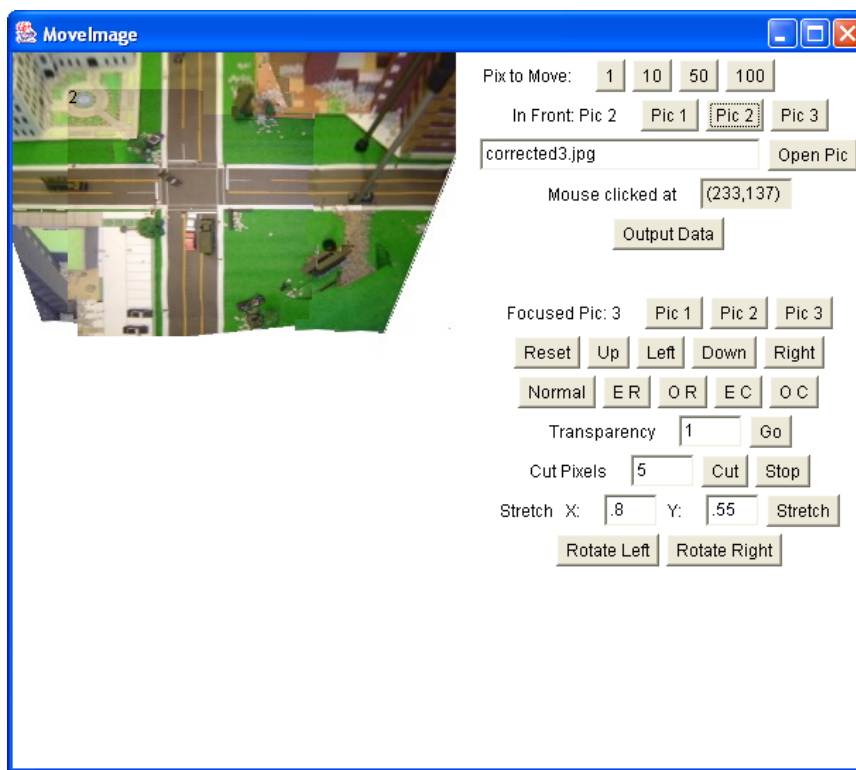 MoveImage
2
Pix to Move: 1 10 50 100
In Front: Pic 2 Pic 1 Pic 2 Pic 3
corrected3.jpg Open Pic
Mouse clicked at (233,137)
Output Data
Focused Pic: 3 Pic 1 Pic 2 Pic 3
Reset Up Left Down Right
Normal E R O R E C O C
Transparency 1 Go
Cut Pixels 5 Cut Stop
Stretch X: .8 Y: .55 Stretch
Rotate Left Rotate Right